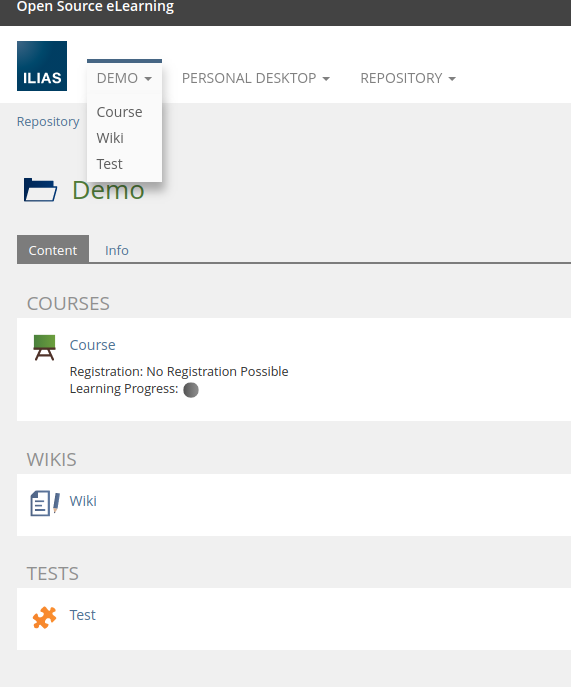 Open Source eLearning
ILIAS
DEMO PERSONAL DESKTOP REPOSITORY
Course
Wiki
Test
Repository
Demo
Content Info
COURSES
Course
Registration: No Registration Possible
Learning Progress:
WIKIS
Wiki
TESTS
Test